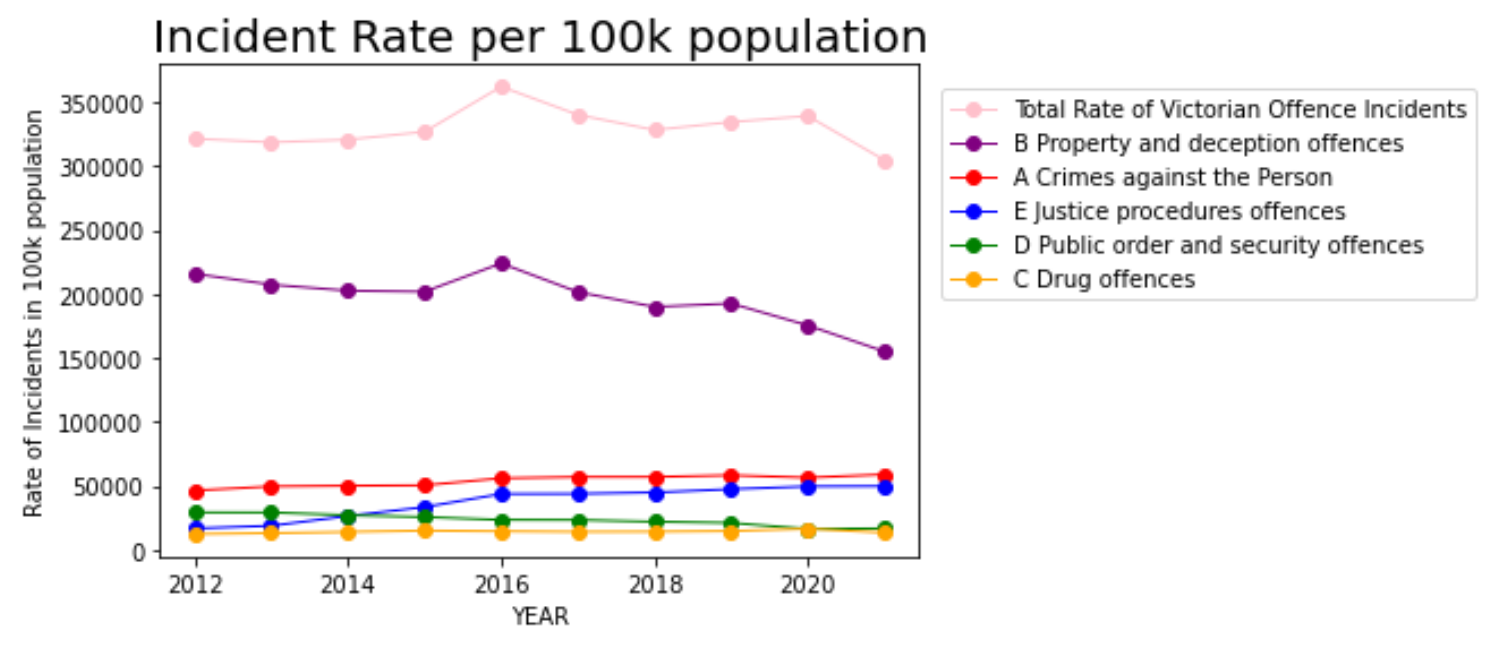 Incident Rate per 100k population
Rate of Incidents in 100k population
350000
300000
250000
200000
150000
100000
50000
0
2012 2014 2016 2018 2020
YEAR
Total Rate of Victorian Offence Incidents
B Property and deception offences
A Crimes against the Person
E Justice procedures offences
D Public order and security offences
C Drug offences